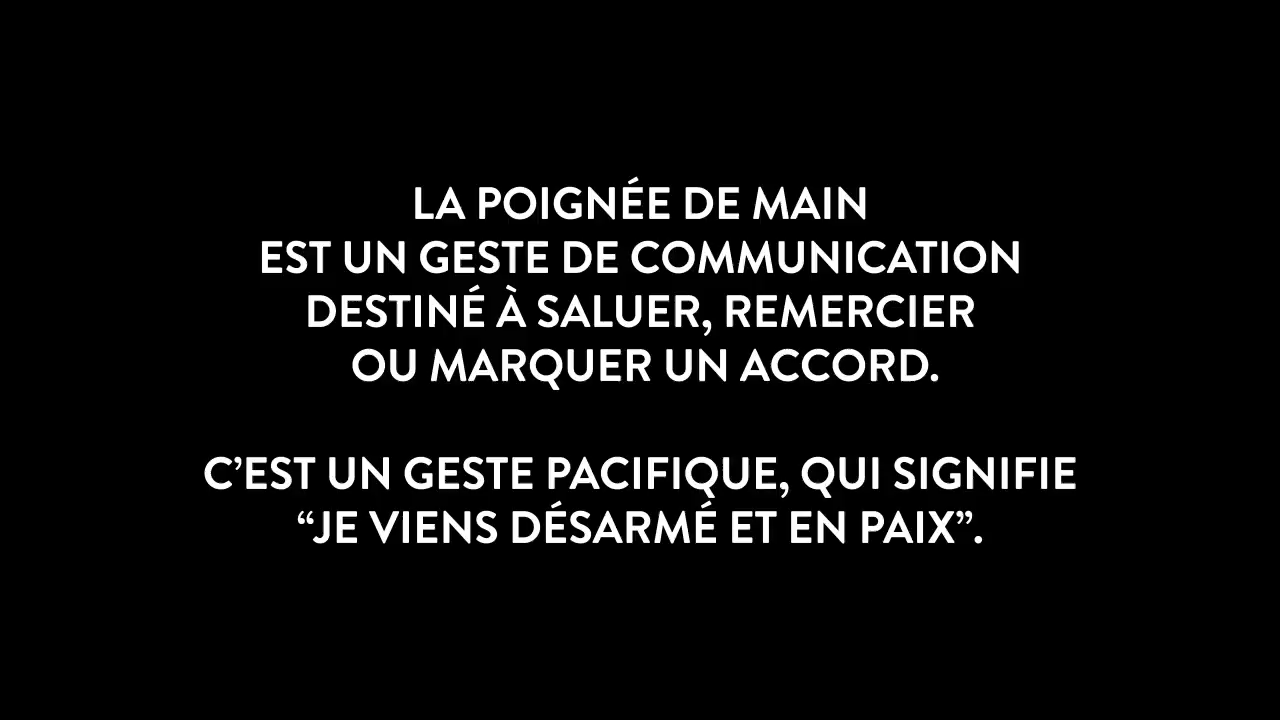 LA POIGNÉE DE MAIN
EST UN GESTE DE COMMUNICATION
DESTINÉ À SALUER, REMERCIER
OU MARQUER UN ACCORD.
C’EST UN GESTE PACIFIQUE, QUI SIGNIFIE
“JE VIENS DÉSARMÉ ET EN PAIX”.